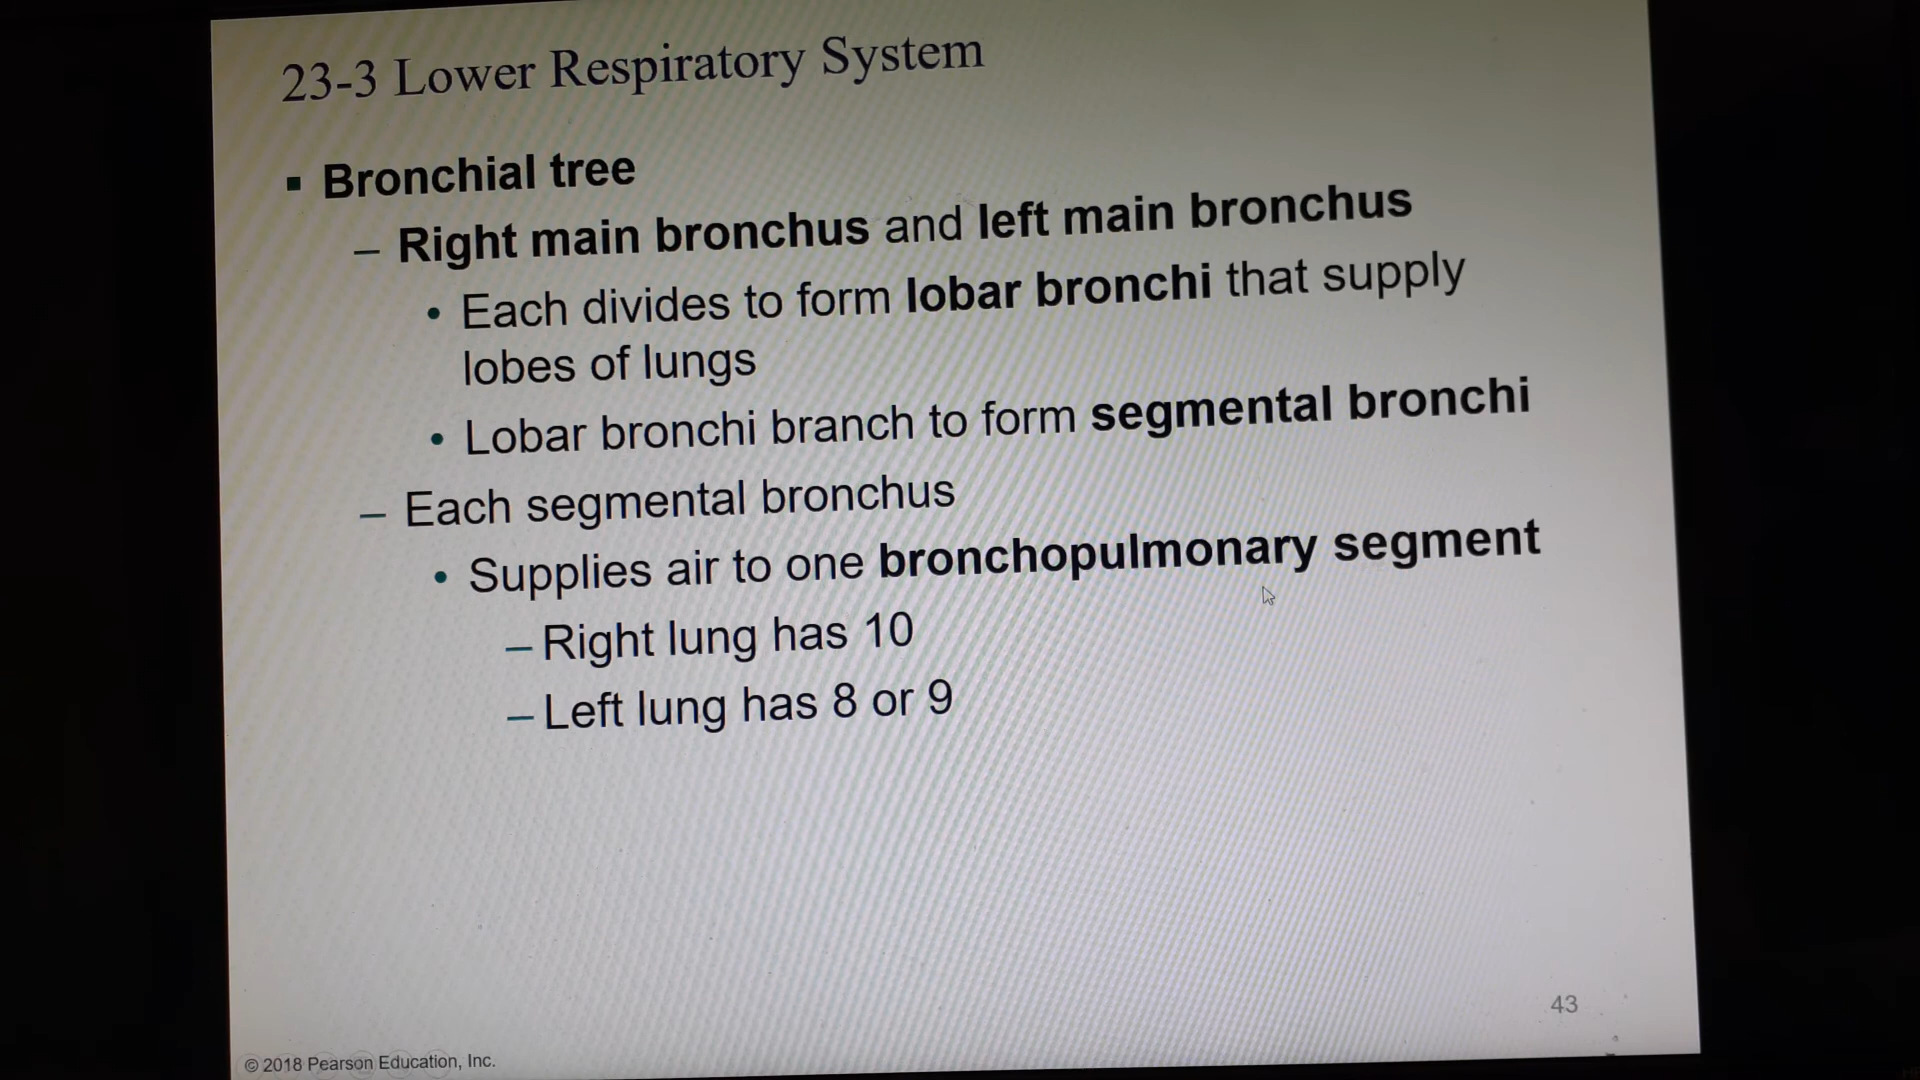 23-3 Lower Respiratory System
▪ Bronchial tree
– Right main bronchus and left main bronchus
• Each divides to form lobar bronchi that supply
lobes of lungs
• Lobar bronchi branch to form segmental bronchi
– Each segmental bronchus
• Supplies air to one bronchopulmonary segment
– Right lung has 10
– Left lung has 8 or 9
43
© 2018 Pearson Education, Inc.